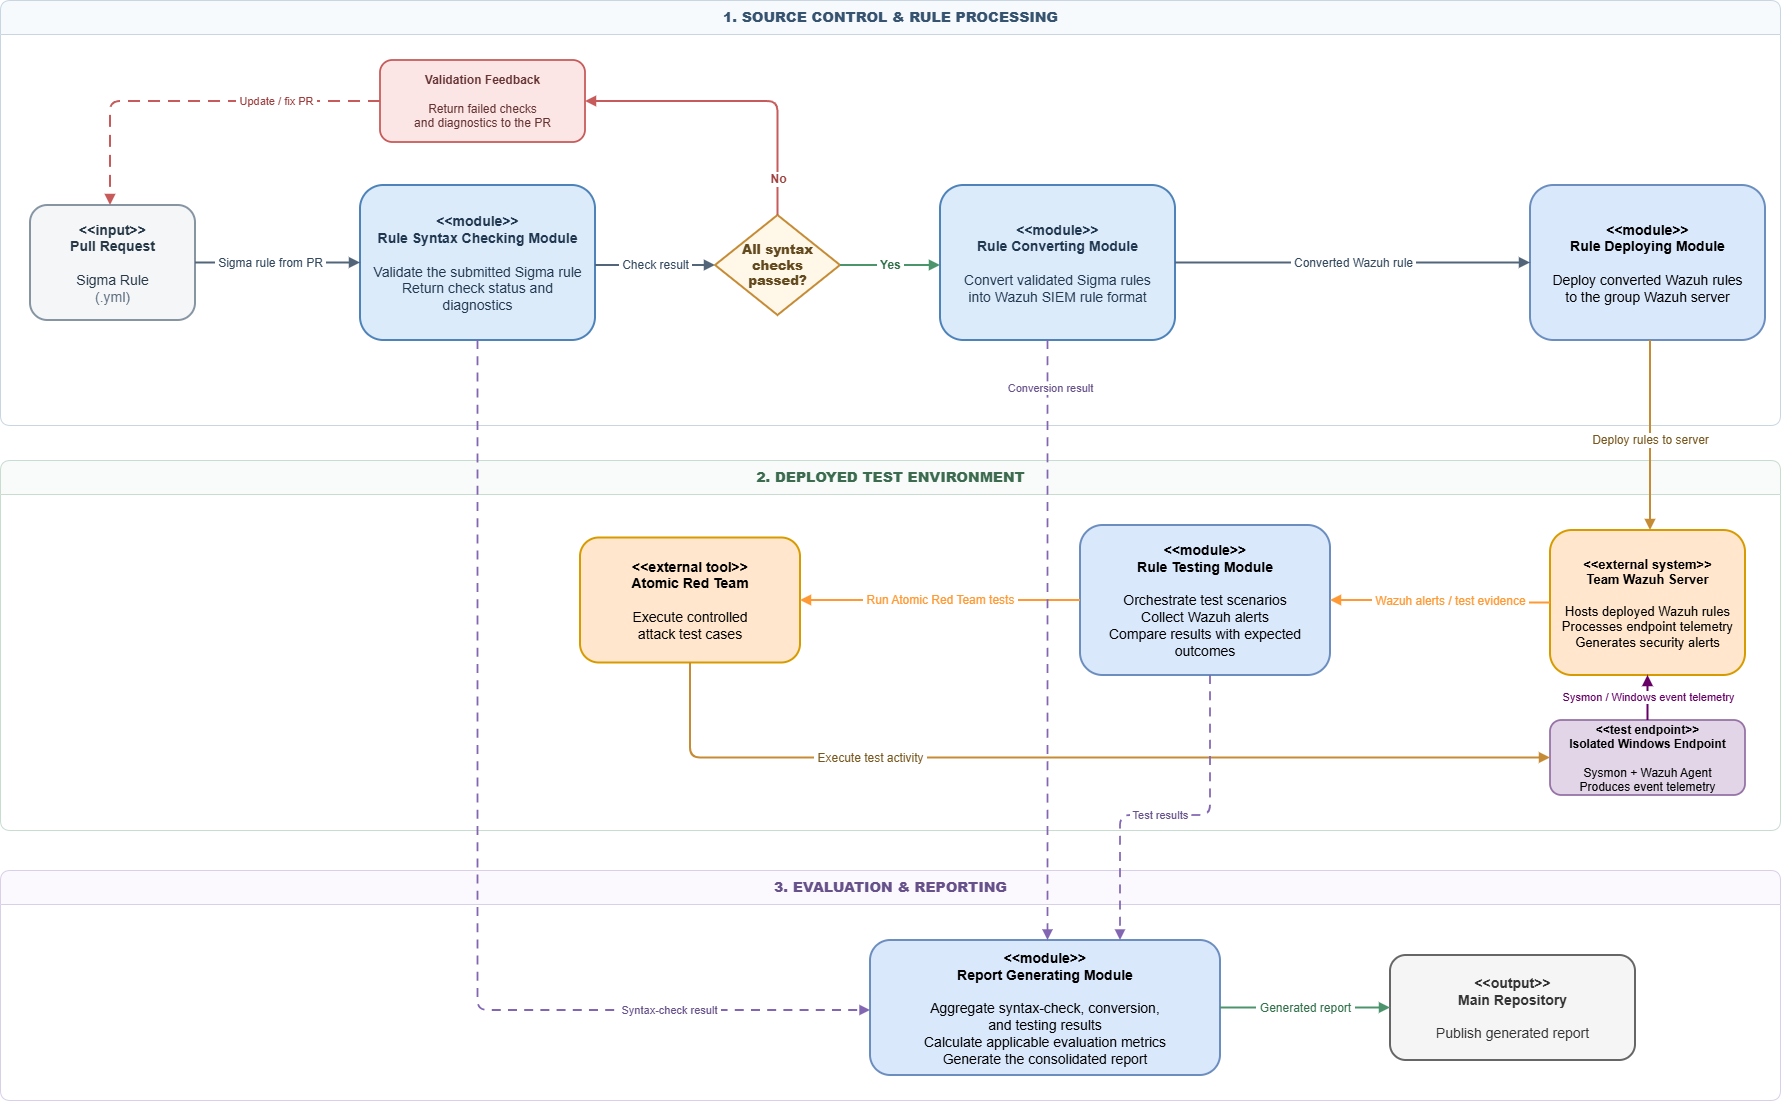 1. SOURCE CONTROL & RULE PROCESSING
Validation Feedback
Return failed checks
and diagnostics to the PR
Update / fix PR
No
<<input>>
Pull Request
Sigma Rule
(.yml)
Sigma rule from PR
<<module>>
Rule Syntax Checking Module
Validate the submitted Sigma rule
Return check status and
diagnostics
Check result
All syntax
checks
passed?
Yes
<<module>>
Rule Converting Module
Convert validated Sigma rules
into Wazuh SIEM rule format
Converted Wazuh rule
<<module>>
Rule Deploying Module
Deploy converted Wazuh rules
to the group Wazuh server
Conversion result
Deploy rules to server
2. DEPLOYED TEST ENVIRONMENT
<<external tool>>
Atomic Red Team
Execute controlled
attack test cases
Run Atomic Red Team tests
<<module>>
Rule Testing Module
Orchestrate test scenarios
Collect Wazuh alerts
Compare results with expected
outcomes
Wazuh alerts / test evidence
<<external system>>
Team Wazuh Server
Hosts deployed Wazuh rules
Processes endpoint telemetry
Generates security alerts
Sysmon / Windows event telemetry
<<test endpoint>>
Isolated Windows Endpoint
Sysmon + Wazuh Agent
Produces event telemetry
Execute test activity
Test results
3. EVALUATION & REPORTING
Syntax-check result
<<module>>
Report Generating Module
Aggregate syntax-check, conversion,
and testing results
Calculate applicable evaluation metrics
Generate the consolidated report
Generated report
<<output>>
Main Repository
Publish generated report